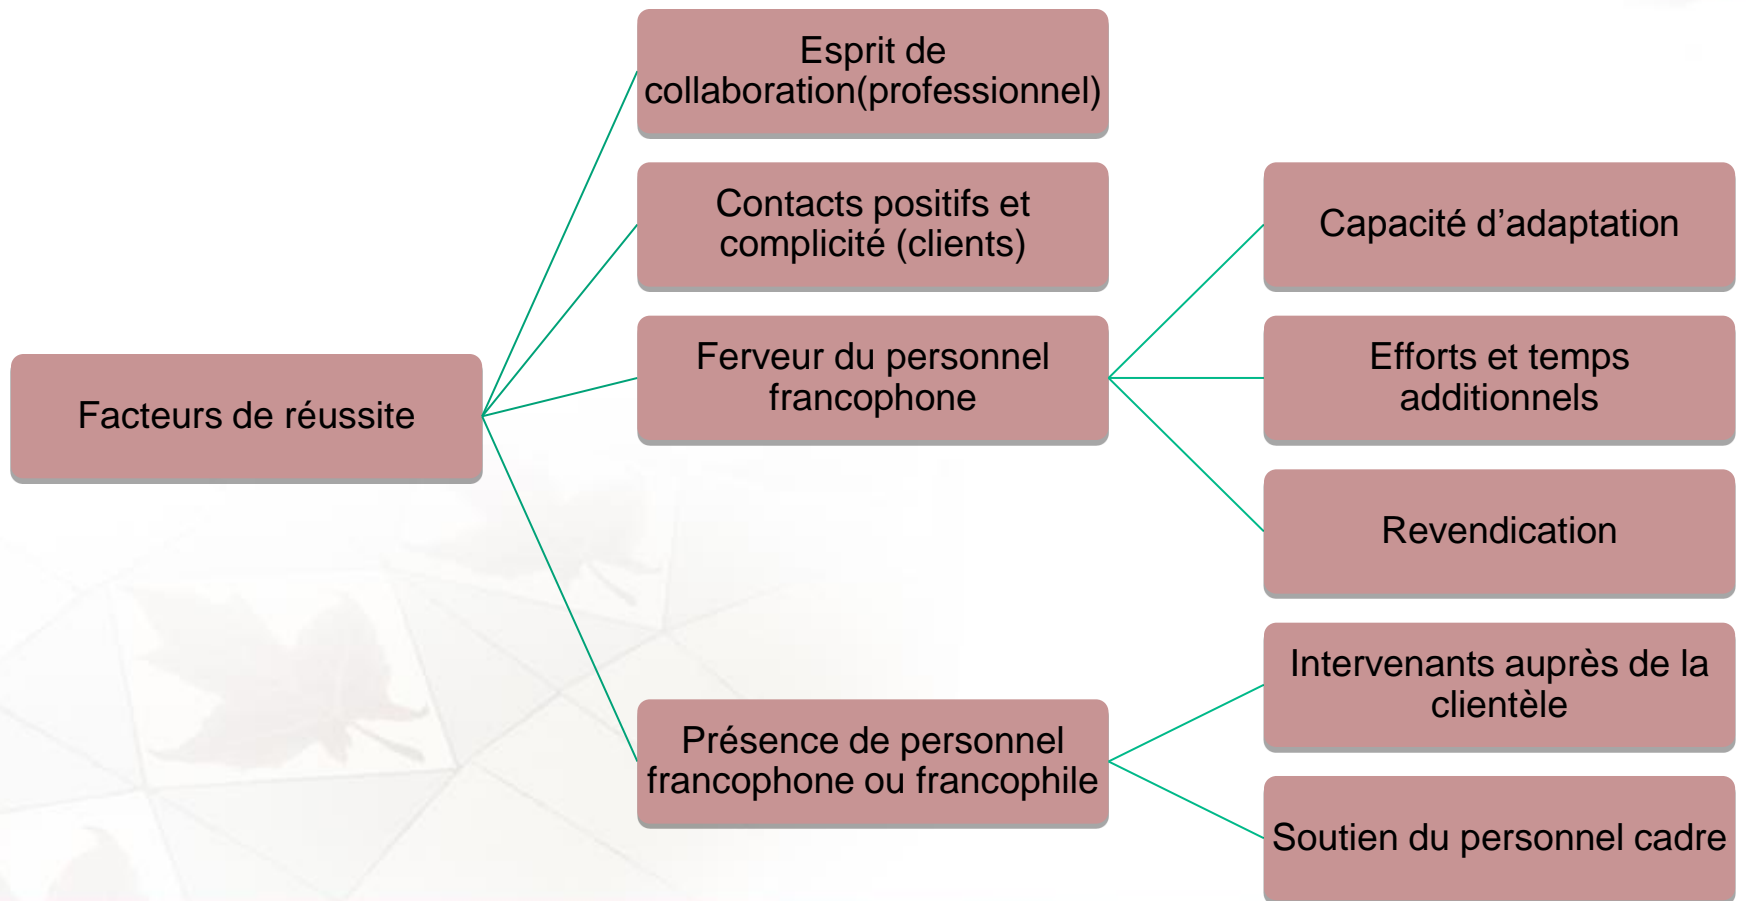 Facteurs de réussite
Esprit de
collaboration(professionnel)
Contacts positifs et
complicité (clients)
Ferveur du personnel
francophone
Capacité d’adaptation
Efforts et temps
additionnels
Revendication
Présence de personnel
francophone ou francophile
Intervenants auprès de la
clientèle
Soutien du personnel cadre